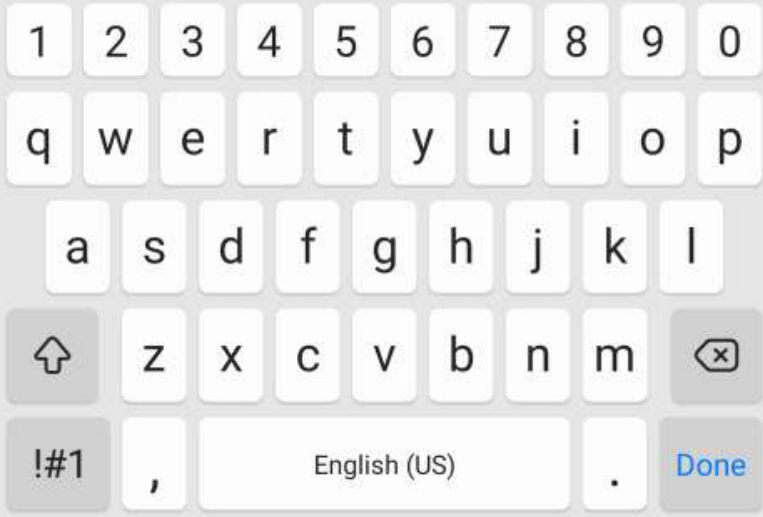 1 2 3 4 5 6 7 8 9 0
q w e r t y u i o p
a s d f g h j k l
z x c v b n m
!#1 , English (US) . Done